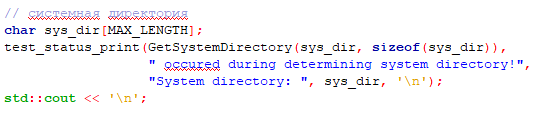 // системная директория
char sys_dir[MAX_LENGTH];
test_status_print(GetSystemDirectory(sys_dir, sizeof(sys_dir)),
" occured during determining system directory!",
"System directory: ", sys_dir, '\n');
std::cout << '\n';